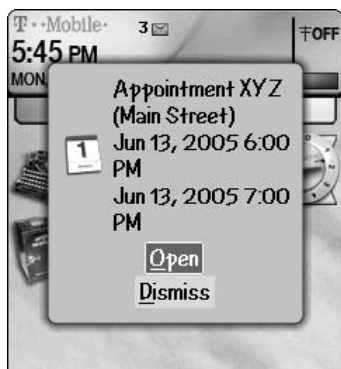 T··Mobile· 3
OFF
5:45 PM
MON
Appointment XYZ
(Main Street)
1
Jun 13, 2005 6:00
PM
Jun 13, 2005 7:00
PM
Open
Dismiss